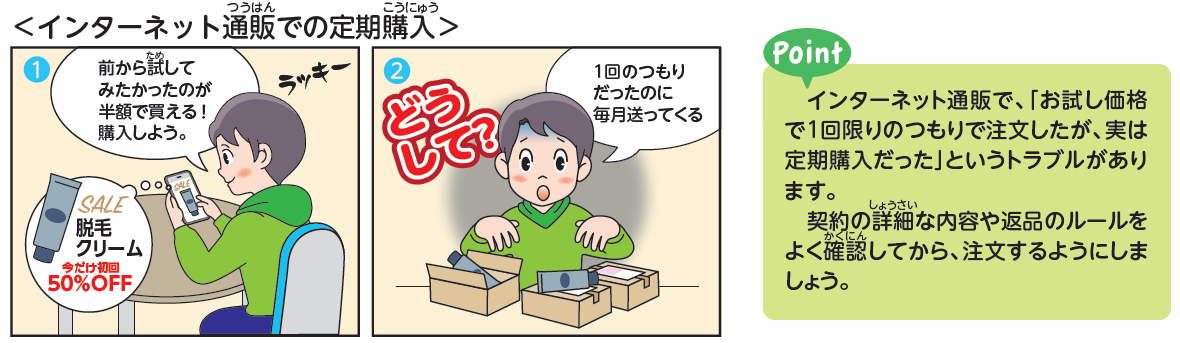 ＜インターネット通販での定期購入＞
つうはん
こうにゅう
1
前から試して
ため
みたかったのが
半額で買える！
購入しよう。
ラッキー
SALE
SALE
脱毛
クリーム
今だけ初回
50%OFF
2
どう
して?
1回のつもり
だったのに
毎月送ってくる
Point
インターネット通販で、「お試し価格
で1回限りのつもりで注文したが、実は
定期購入だった」というトラブルがあり
ます。
契約の詳細な内容や返品のルールを
しょうさい
よく確認してから、注文するようにしま
かくにん
しょう。